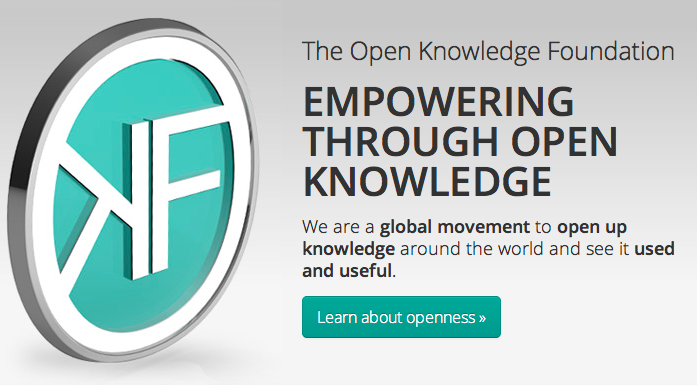 KF
The Open Knowledge Foundation
EMPOWERING
THROUGH OPEN
KNOWLEDGE
We are a global movement to open up
knowledge around the world and see it used
and useful.
Learn about openness »